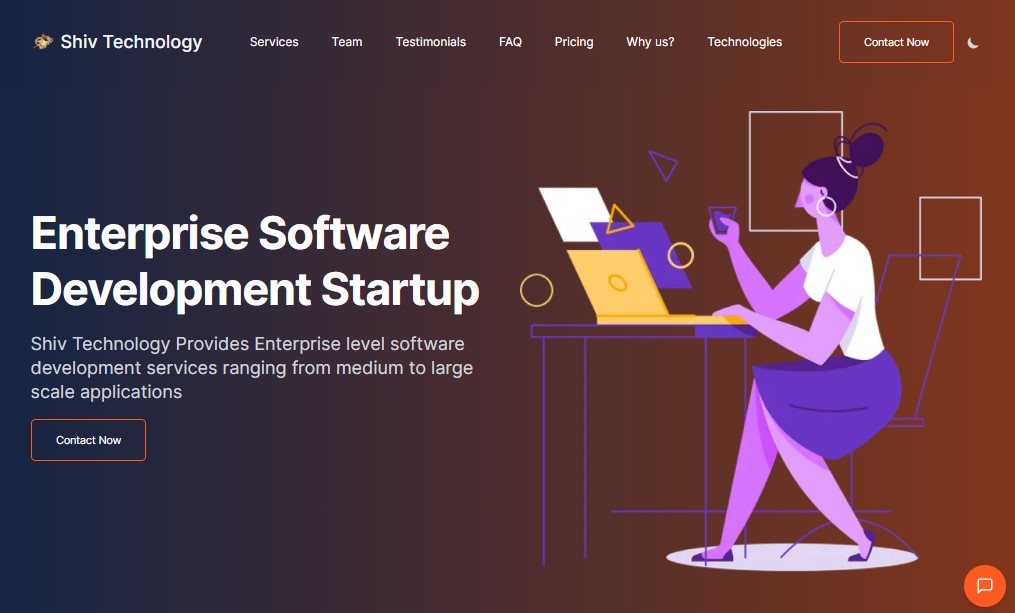 Shiv Technology
Services
Team
Testimonials
FAQ
Pricing
Why us?
Technologies
Contact Now
Enterprise Software
Development Startup
Shiv Technology Provides Enterprise level software
development services ranging from medium to large
scale applications
Contact Now